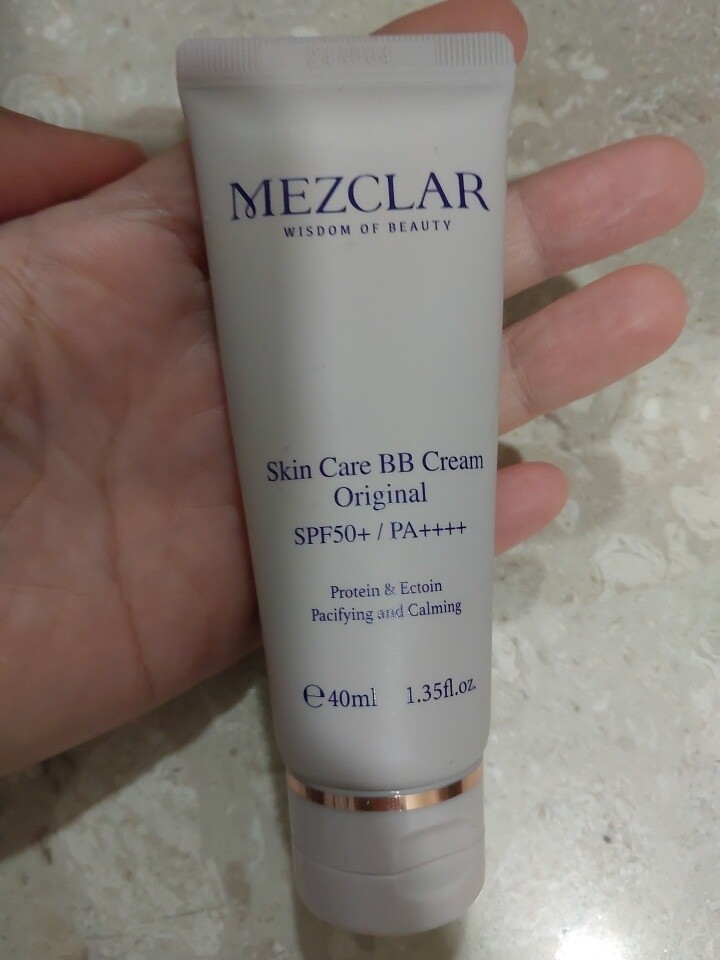 MEZCLAR
WISDOM OF BEAUTY
Skin Care BB Cream
Original
SPF50+ / PA++++
Protein & Ectoin
Pacifying and Calming
℮40ml 1.35fl.oz.